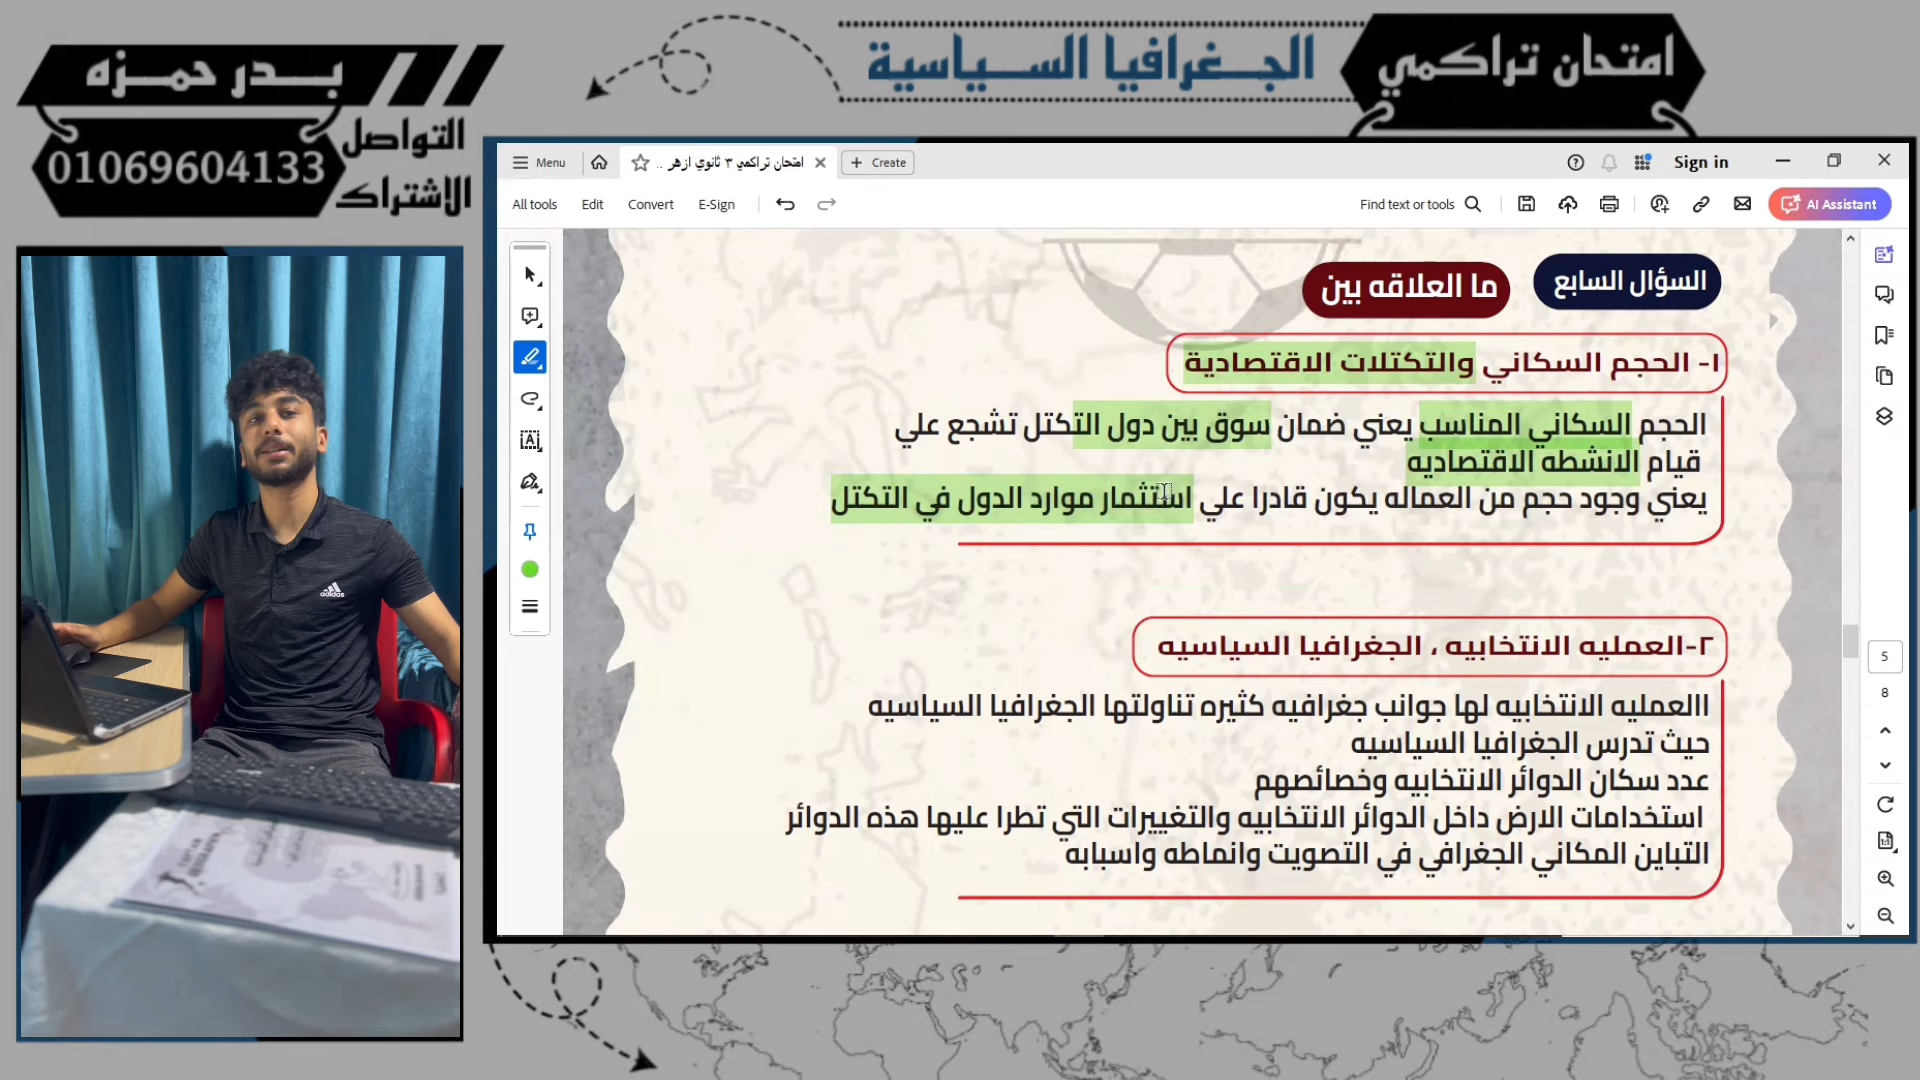 امتحان تراكمي
الجغرافيا السياسية
بدر حمزه
التواصل
01069604133
الاشتراك
Menu
امتحان تراكمي ٣ ثانوي ازهر ..
Create
Sign in
All tools
Edit
Convert
E-Sign
Find text or tools
AI Assistant
السؤال السابع
ما العلاقه بين
١- الحجم السكاني والتكتلات الاقتصادية
الحجم السكاني المناسب يعني ضمان سوق بين دول التكتل تشجع علي
قيام الانشطه الاقتصاديه
يعني وجود حجم من العماله يكون قادرا علي استثمار موارد الدول في التكتل
٢-العمليه الانتخابيه ، الجغرافيا السياسيه
االعمليه الانتخابيه لها جوانب جغرافيه كثيره تناولتها الجغرافيا السياسيه
حيث تدرس الجغرافيا السياسيه
عدد سكان الدوائر الانتخابيه وخصائصهم
استخدامات الارض داخل الدوائر الانتخابيه والتغييرات التي تطرا عليها هذه الدوائر
التباين المكاني الجغرافي في التصويت وانماطه واسبابه
5
8
adidas